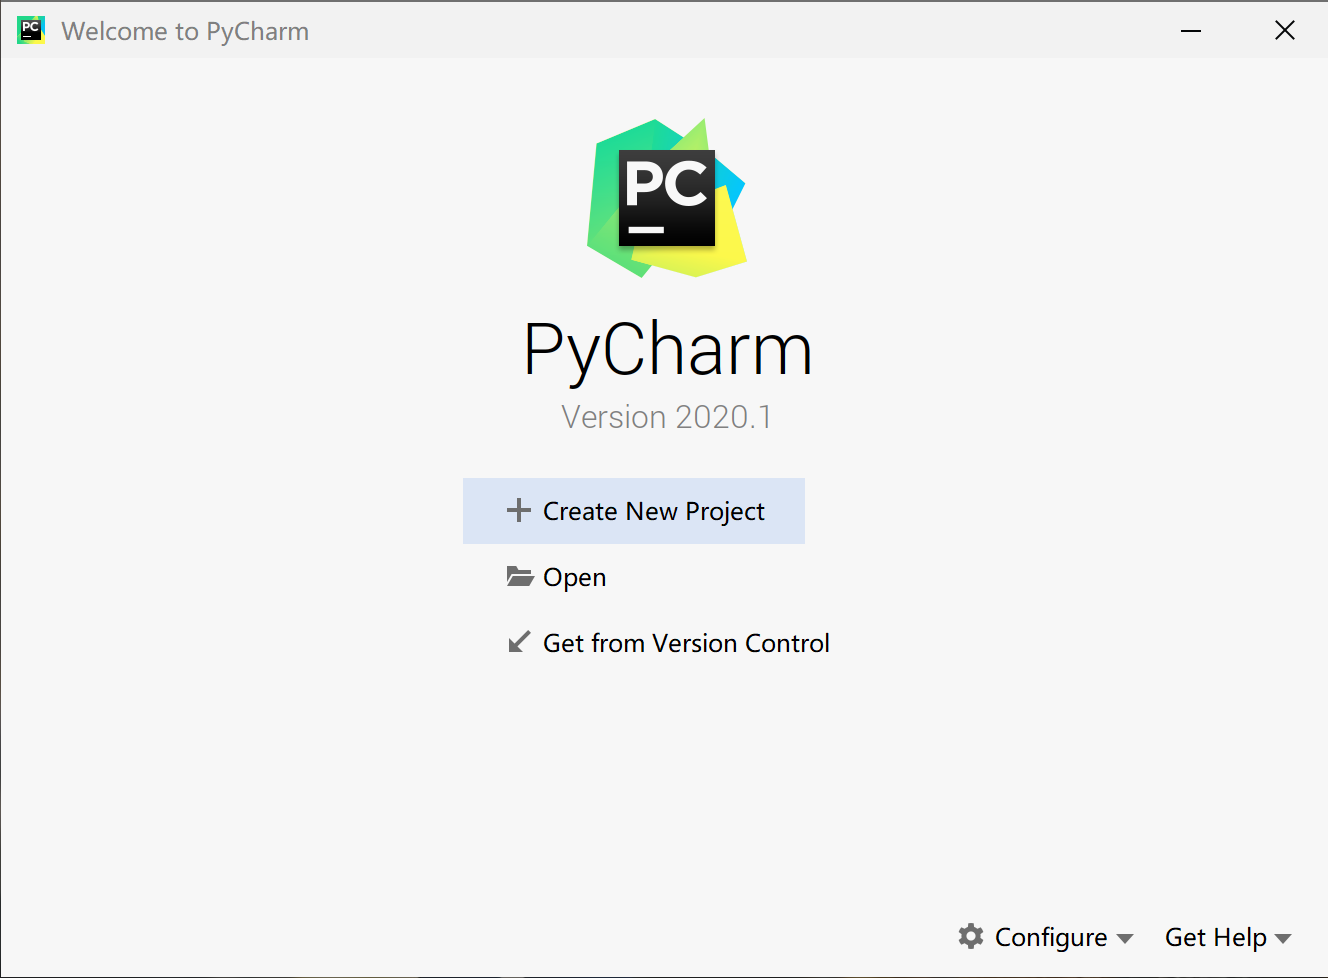 PC
Welcome to PyCharm
PC
PyCharm
Version 2020.1
Create New Project
Open
Get from Version Control
Configure
Get Help